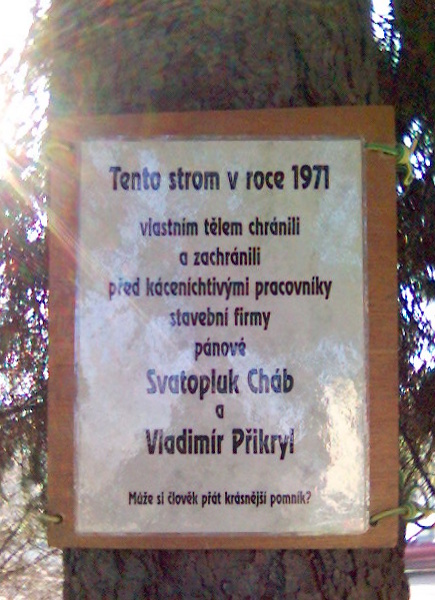 Tento strom v roce 1971
vlastním tělem chránili
a zachránili
před káceníchtivými pracovníky
stavební firmy
pánové
Svatopluk Cháb
a
Vladimír Přikryl
Může si člověk přát krásnější pomník?